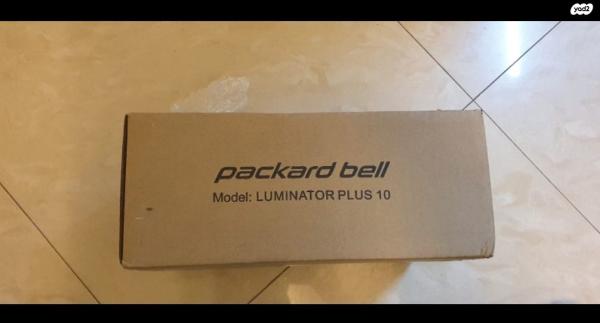 yad2
packard bell
Model: LUMINATOR PLUS 10